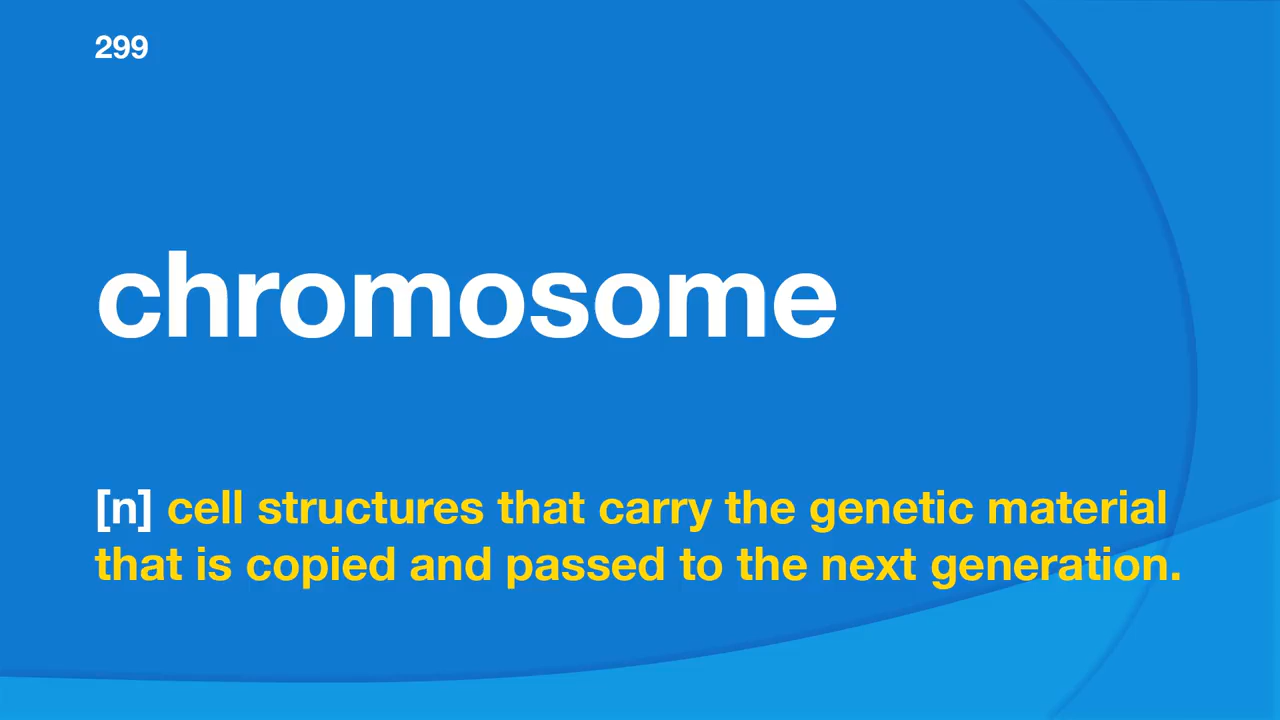 299
chromosome
[n] cell structures that carry the genetic material
that is copied and passed to the next generation.